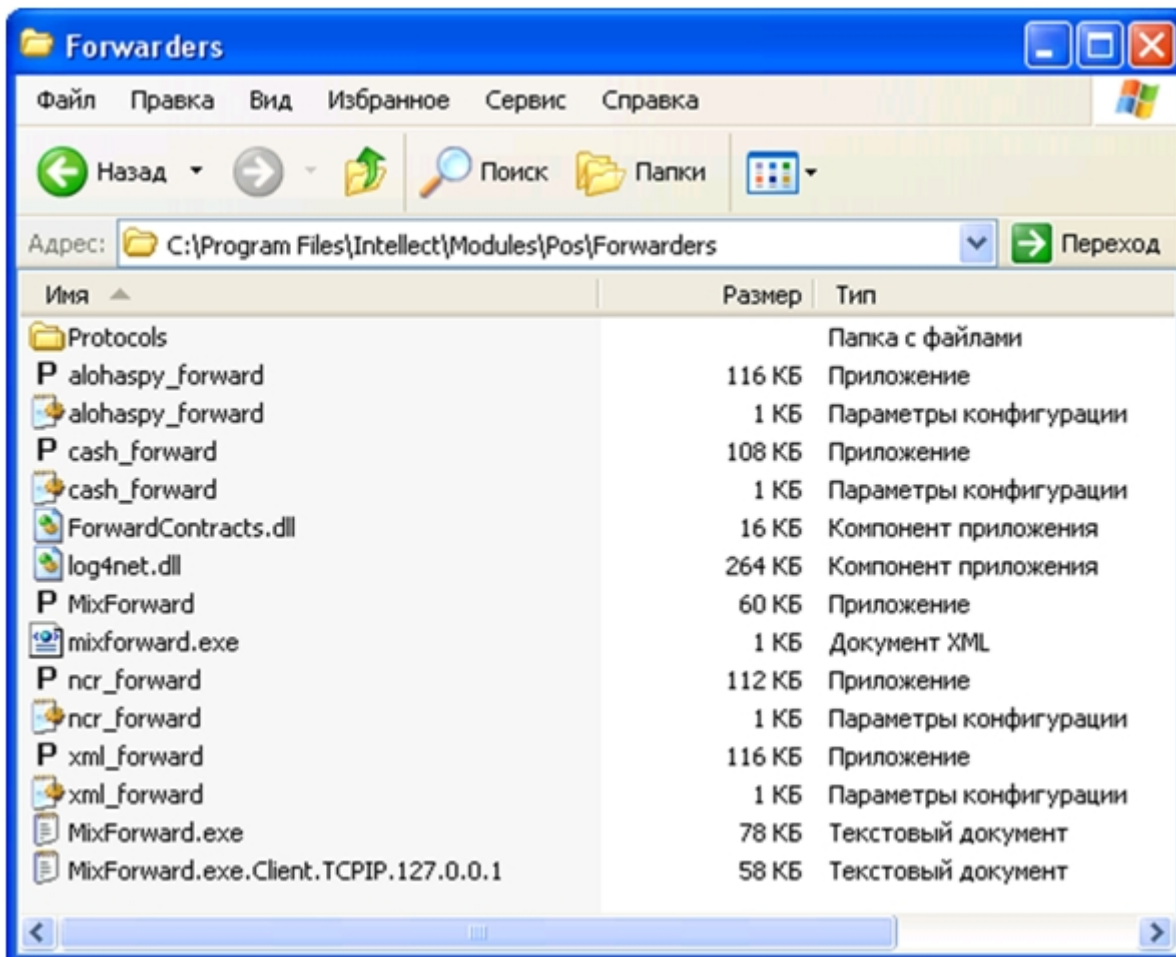 Forwarders
Файл Правка Вид Избранное Сервис Справка
Назад Поиск Папки
Адрес: C:\Program Files\Intellect\Modules\Pos\Forwarders Переход
Имя Размер Тип
Protocols Папка с файлами
P alohaspy_forward 116 КБ Приложение
alohaspy_forward 1 КБ Параметры конфигурации
P cash_forward 108 КБ Приложение
cash_forward 1 КБ Параметры конфигурации
ForwardContracts.dll 16 КБ Компонент приложения
log4net.dll 264 КБ Компонент приложения
P MixForward 60 КБ Приложение
mixforward.exe 1 КБ Документ XML
P ncr_forward 112 КБ Приложение
ncr_forward 1 КБ Параметры конфигурации
P xml_forward 116 КБ Приложение
xml_forward 1 КБ Параметры конфигурации
MixForward.exe 78 КБ Текстовый документ
MixForward.exe.Client.TCPIP.127.0.0.1 58 КБ Текстовый документ